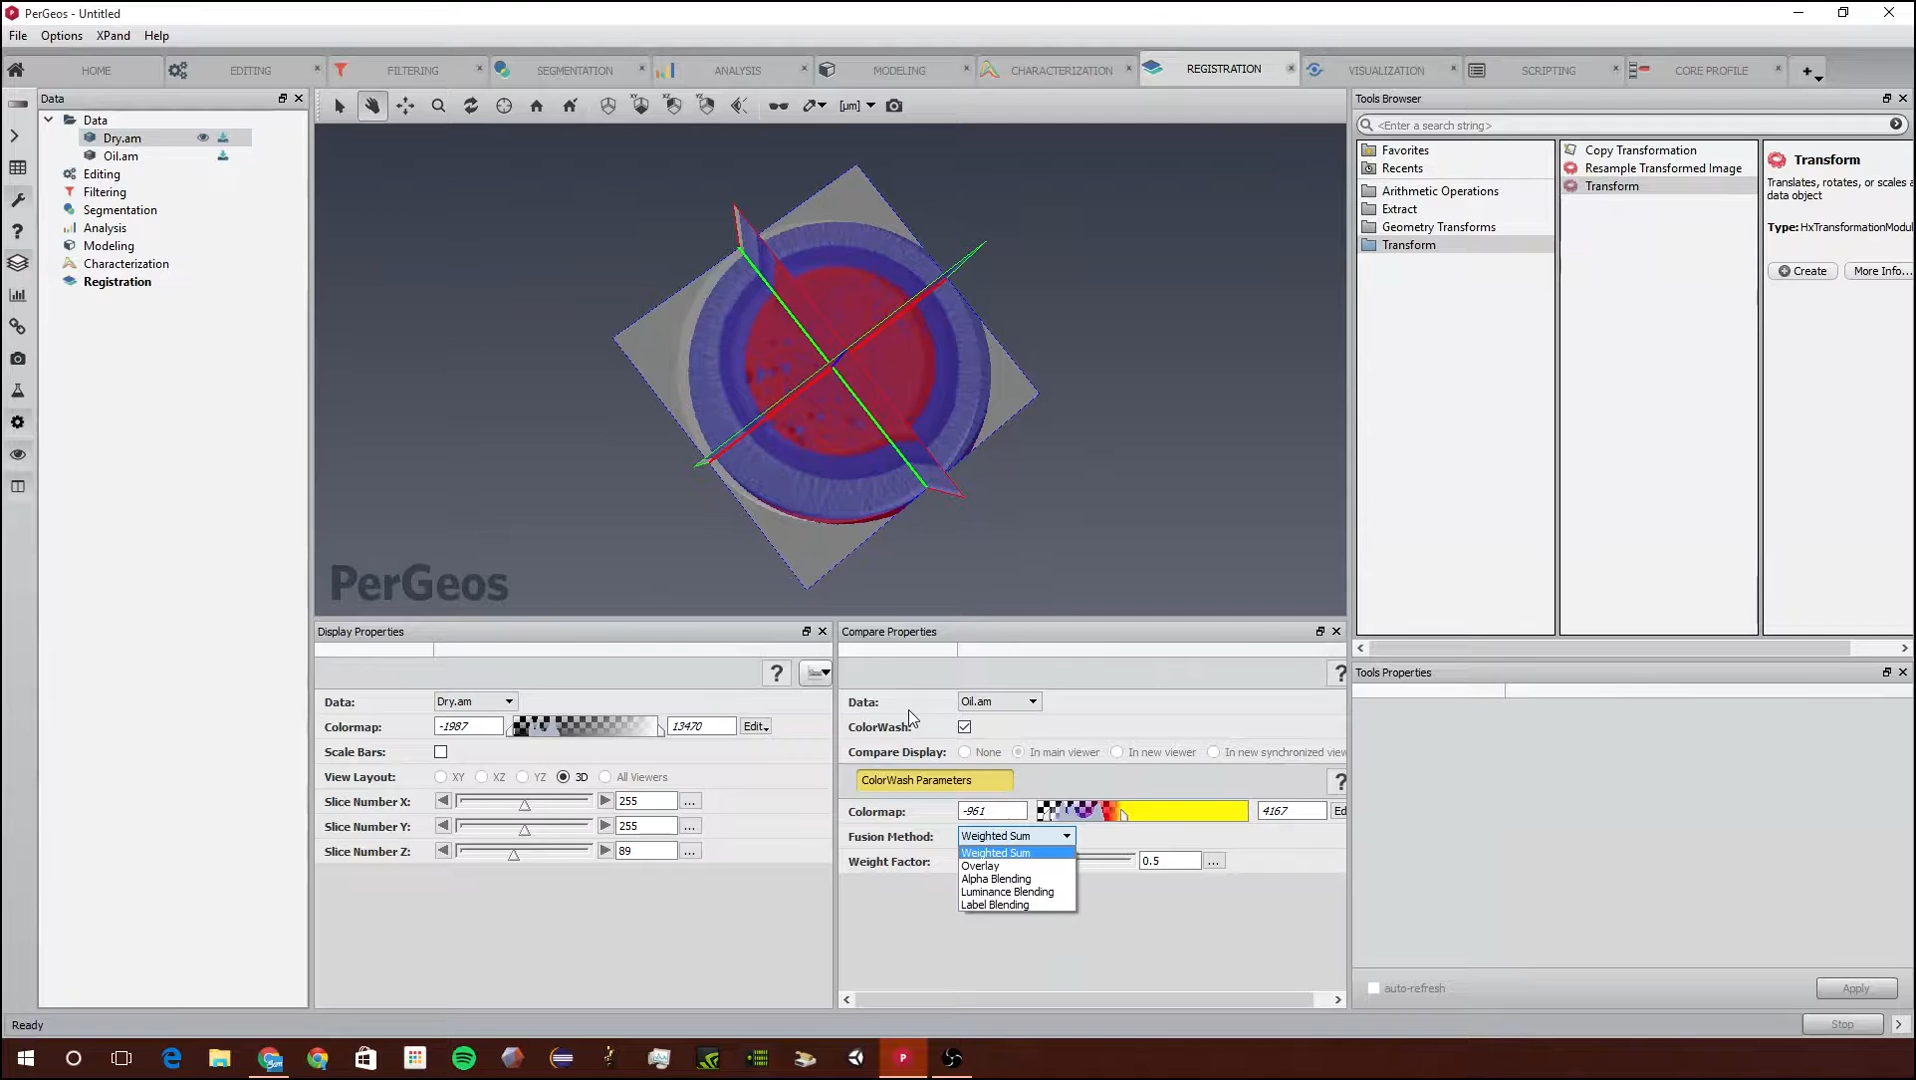 PerGeos - Untitled
File Options XPand Help
HOME EDITING FILTERING SEGMENTATION ANALYSIS MODELING CHARACTERIZATION REGISTRATION VISUALIZATION SCRIPTING CORE PROFILE
Data
Data
Dry.am
Oil.am
Editing
Filtering
Segmentation
Analysis
Modeling
Characterization
Registration
XY XZ YZ [µm]
PerGeos
Tools Browser
<Enter a search string>
Favorites
Recents
Arithmetic Operations
Extract
Geometry Transforms
Transform
Copy Transformation
Resample Transformed Image
Transform
Transform
Translates, rotates, or scales a
data object
Type: HxTransformationModul
Create More Info...
Display Properties
Data: Dry.am
Colormap: -1987 13470 Edit
Scale Bars:
View Layout: XY XZ YZ 3D All Viewers
Slice Number X: 255 ...
Slice Number Y: 255 ...
Slice Number Z: 89 ...
Compare Properties
Data: Oil.am
ColorWash:
Compare Display: None In main viewer In new viewer In new synchronized view
ColorWash Parameters
Colormap: -961 4167 Ed
Fusion Method: Weighted Sum
Weighted Sum
Overlay
Alpha Blending
Luminance Blending
Label Blending
Weight Factor: 0.5 ...
Tools Properties
auto-refresh Apply
Ready Stop